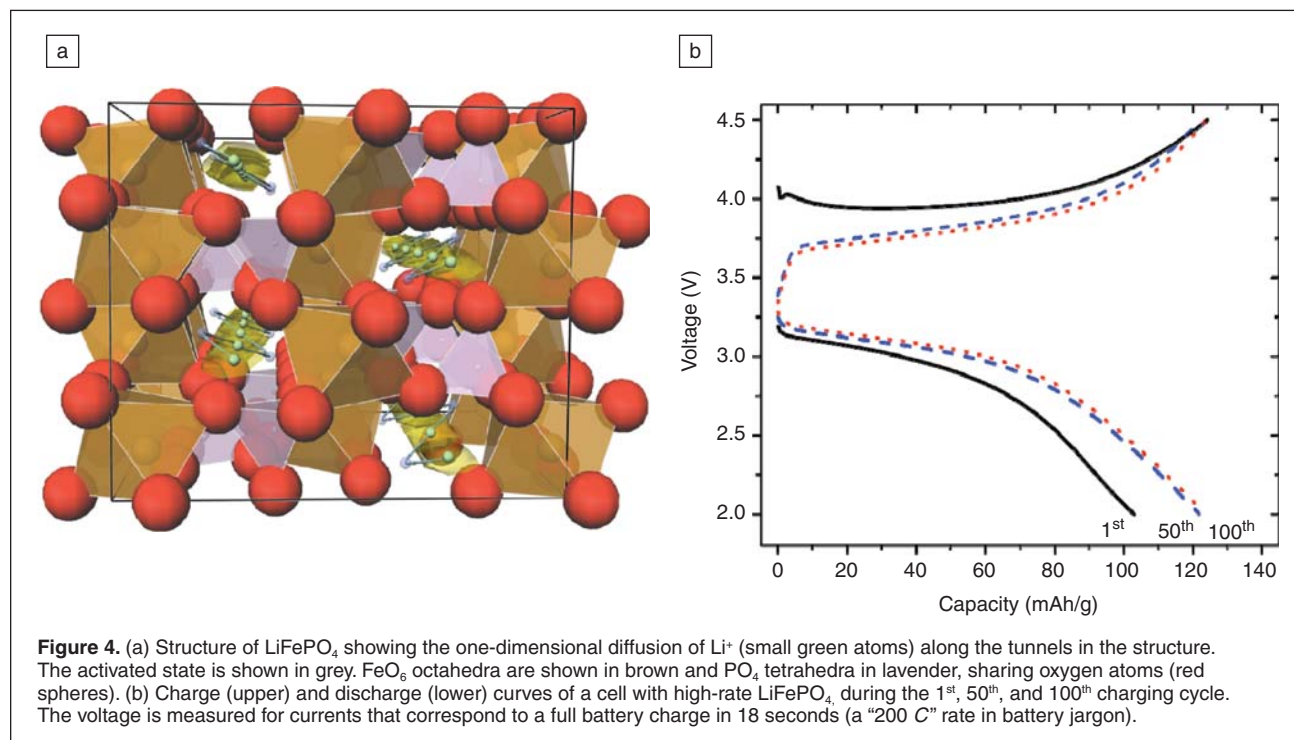 a
b
4.5
4.0
3.5
3.0
2.5
2.0
Voltage (V)
1st 50th 100th
0 20 40 60 80 100 120 140
Capacity (mAh/g)
Figure 4. (a) Structure of LiFePO₄ showing the one-dimensional diffusion of Li⁺ (small green atoms) along the tunnels in the structure.
The activated state is shown in grey. FeO₆ octahedra are shown in brown and PO₄ tetrahedra in lavender, sharing oxygen atoms (red
spheres). (b) Charge (upper) and discharge (lower) curves of a cell with high-rate LiFePO₄, during the 1st, 50th, and 100th charging cycle.
The voltage is measured for currents that correspond to a full battery charge in 18 seconds (a “200 C” rate in battery jargon).